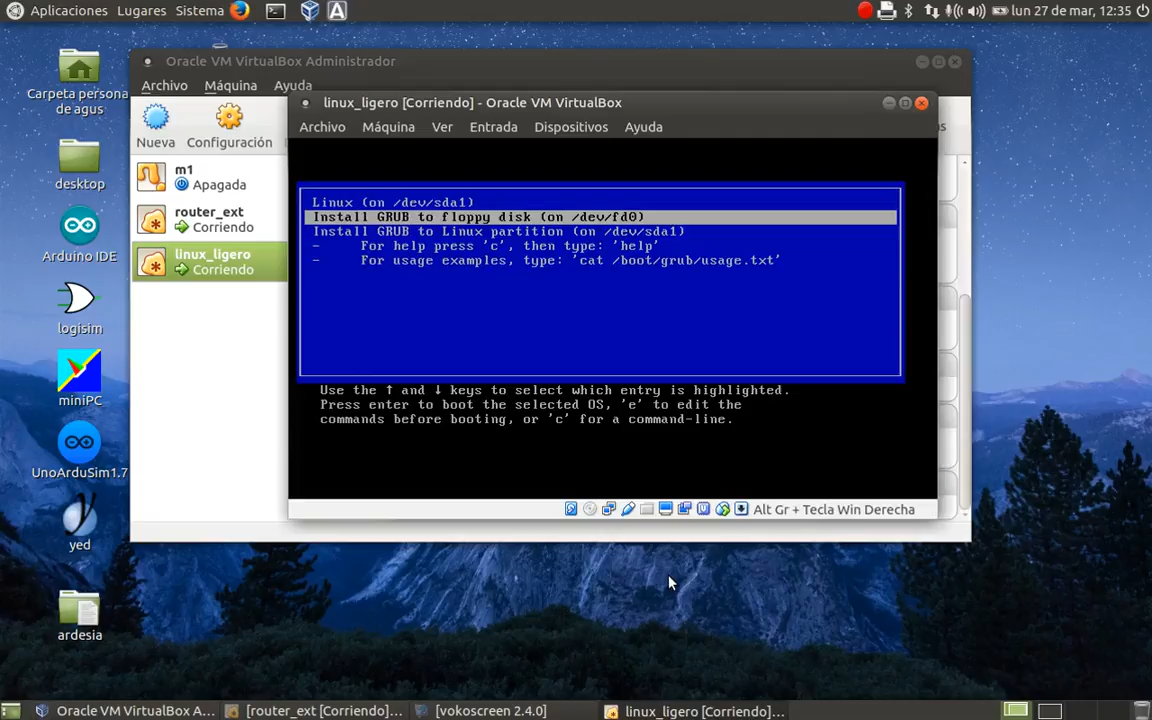 Aplicaciones Lugares Sistema A lun 27 de mar, 12:35
Carpeta persona
de agus
desktop
Arduino IDE
logisim
miniPC
UnoArduSim1.7
yed
ardesia
Oracle VM VirtualBox Administrador
Archivo Máquina Ayuda
Nueva Configuración
m1
Apagada
router_ext
Corriendo
linux_ligero
Corriendo
linux_ligero [Corriendo] - Oracle VM VirtualBox
Archivo Máquina Ver Entrada Dispositivos Ayuda
Linux (on /dev/sda1)
Install GRUB to floppy disk (on /dev/fd0)
Install GRUB to Linux partition (on /dev/sda1)
- For help press 'c', then type: 'help'
- For usage examples, type: 'cat /boot/grub/usage.txt'
Use the ↑ and ↓ keys to select which entry is highlighted.
Press enter to boot the selected OS, 'e' to edit the
commands before booting, or 'c' for a command-line.
Alt Gr + Tecla Win Derecha
Oracle VM VirtualBox A... [router_ext [Corriendo]... [vokoscreen 2.4.0] linux_ligero [Corriendo]...